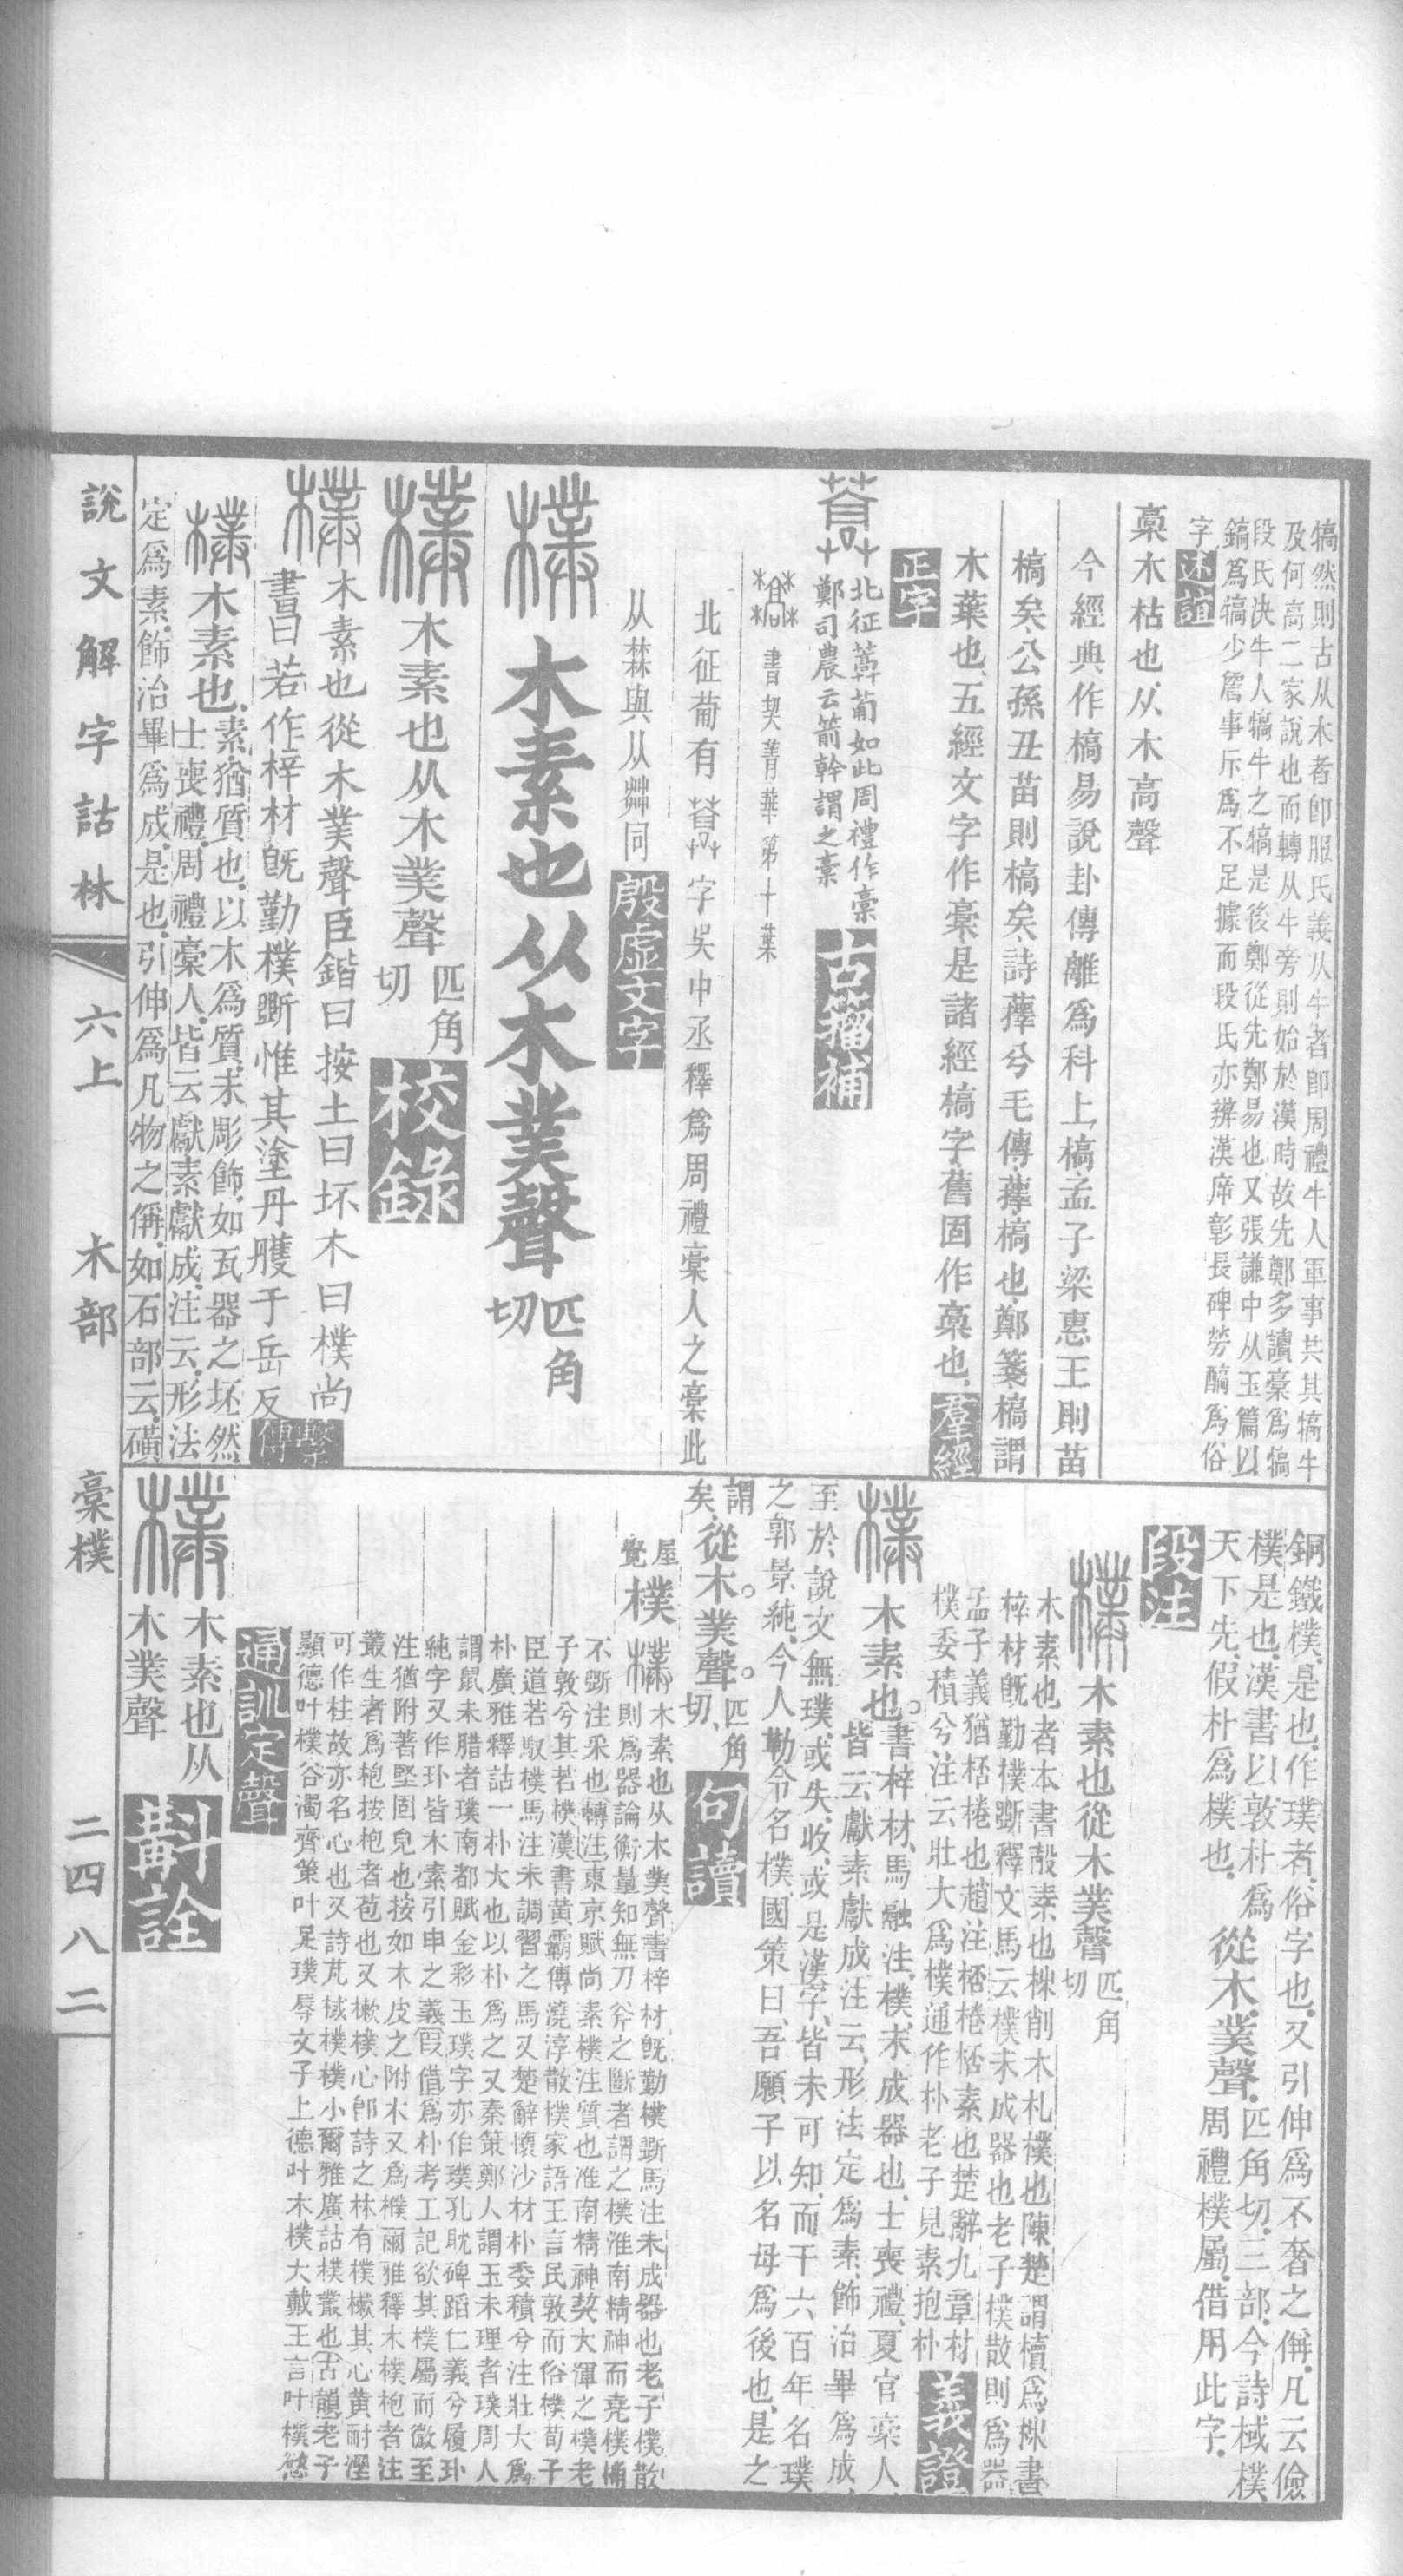 犒然則古从木者卽服氏義从牛者卽周禮牛人軍事共其犒牛
及何高二家說也而轉从牛旁則始於漢時故先鄭多讀槀爲犒
段氏決牛人犒牛之犒是後鄭從先鄭易也又張謙中从玉篇以
鎬爲犒少詹事斥爲不足據而段氏亦辨漢庠彰長碑勞醕爲俗
字述誼
槀木枯也从木高聲
今經典作槁易說卦傳離爲科上槁孟子梁惠王則苗
槁矣公孫丑苗則槁矣詩蘀兮毛傳蘀槁也鄭箋槁謂
木葉也五經文字作槀是諸經槁字舊固作槀也羣經
正字
北征蒪葡如此周禮作槀
鄭司農云箭幹謂之槀古籀補
書契菁華第十葉
北征葡有字吳中丞釋爲周禮槀人之槀此
从棥與从艸同殷虛文字
樸木素也从木菐聲匹角切
樸木素也从木菐聲匹角切校錄
樸木素也從木菐聲臣鍇曰按土曰坏木曰樸尚
書曰若作梓材旣勤樸斲惟其塗丹雘于岳反繫傳
樸木素也素猶質也以木爲質未彫飾如瓦器之坯然
士喪禮周禮槀人皆云獻素獻成注云形法
定爲素飾治畢爲成是也引伸爲凡物之偁如石部云磺
銅鐵樸是也作璞者俗字也又引伸爲不奢之偁凡云儉
樸是也漢書以敦朴爲從木菐聲匹角切三部今詩棫樸
天下先假朴爲樸也周禮樸屬借用此字
段注
樸木素也從木菐聲匹角切
木素也者本書㱿素也㭒削木札樸也陳楚謂櫝爲㭒書
梓材旣勤樸斲釋文馬云樸未成器也老子樸散則爲器
孟子義猶桮棬也趙注桮棬桮素也楚辭九章材
樸委積兮注云壯大爲樸通作朴老子見素抱朴義證
樸木素也書梓材馬融注樸未成器也士喪禮夏官槀人
皆云獻素獻成注云形法定爲素飾治畢爲成
至於說文無璞或失收或是漢字皆未可知而千六百年名璞
之郭景純今人勒令名樸國策曰吾願子以名母爲後也是之
謂矣從木菐聲匹角切句讀
屋覺樸樸木素也从木菐聲書梓材旣勤樸斲馬注未成器也老子樸散
則爲器論衡量知無刀斧之斷者謂之樸淮南精神而堯樸桷
不斲注采也轉注東京賦尚素樸注質也淮南精神契大渾之樸老
子敦兮其若樸漢書黃霸傳澆淳散樸家語王言民敦而俗樸荀子
臣道若馭樸馬注未調習之馬又楚辭懷沙材朴委積兮注壯大爲
朴廣雅釋詁一朴大也以朴爲之又秦策鄭人謂玉未理者璞周人
謂鼠未腊者璞南都賦金彩玉璞字亦作璞孔耽碑蹈仁義兮履圤
純字又作圤皆木素引申之義叚借爲朴考工記欲其樸屬而微至
注猶附著堅固皃也按如木皮之附木又爲樸爾雅釋木樸枹者注
叢生者爲枹按枹者苞也又樕樸心卽詩之林有樸樕其心黃耐溼
可作柱故亦名心也又詩芃棫樸樸小爾雅廣詁樸叢也古韻老子
顯德叶樸谷濁齊策叶足璞辱文子上德叶木樸大戴王言叶樸愨
通訓定聲
樸木素也从木菐聲斠詮
說文解字詁林 六上 木部 槀樸 二四八二